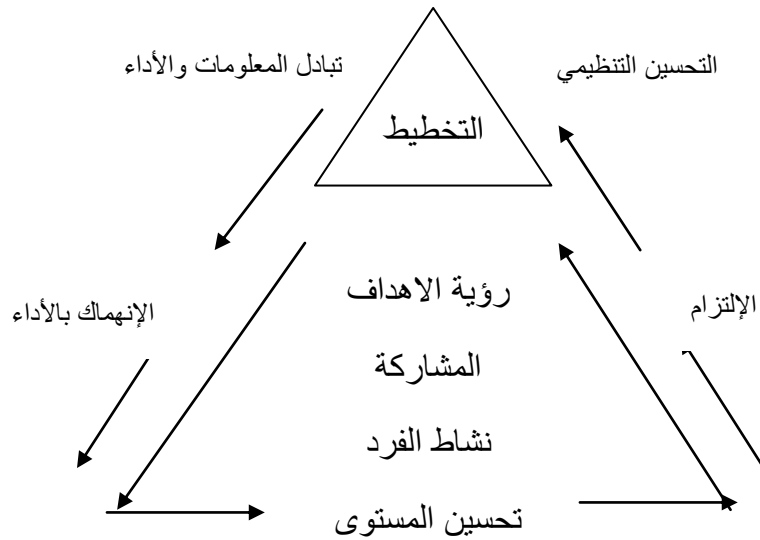 التحسين التنظيمي
تبادل المعلومات والأداء
التخطيط
رؤية الاهداف
الإلتزام
الإنهماك بالأداء
المشاركة
نشاط الفرد
تحسين المستوى